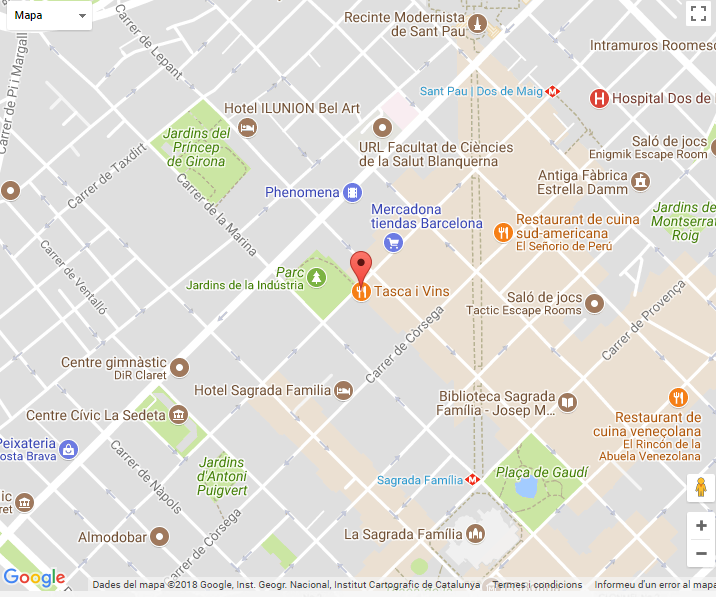 Mapa
Carrer de Pi i Margall
Carrer de Lepant
Recinte Modernista
de Sant Pau
Intramuros Roomesc
Sant Pau | Dos de Maig
Hospital Dos de
Hotel ILUNION Bel Art
Jardins del
Príncep
de Girona
URL Facultat de Ciències
de la Salut Blanquerna
Saló de jocs
Enigmik Escape Room
Carrer de Taxdirt
Antiga Fàbrica
Estrella Damm
Phenomena
Carrer de la Marina
Mercadona
tiendas Barcelona
Restaurant de cuina
sud-americana
El Señorio de Perú
Jardins de
Montserrat
Roig
Carrer de Ventalló
Parc
Jardins de la Indústria
Tasca i Vins
Saló de jocs
Tactic Escape Rooms
Carrer de Provença
Carrer de Còrsega
Centre gimnàstic
DiR Claret
Hotel Sagrada Familia
Biblioteca Sagrada
Família - Josep M...
Centre Cívic La Sedeta
Restaurant de
cuina veneçolana
El Rincón de la
Abuela Venezolana
Peixateria
osta Brava
Carrer de Nàpols
Jardins
d'Antoni
Puigvert
Sagrada Família
Plaça de Gaudí
ic
ret
Carrer de Còrsega
Almodobar
La Sagrada Família
+
−
Google
Dades del mapa ©2018 Google, Inst. Geogr. Nacional, Institut Cartografic de Catalunya
Termes i condicions
Informeu d'un error al mapa